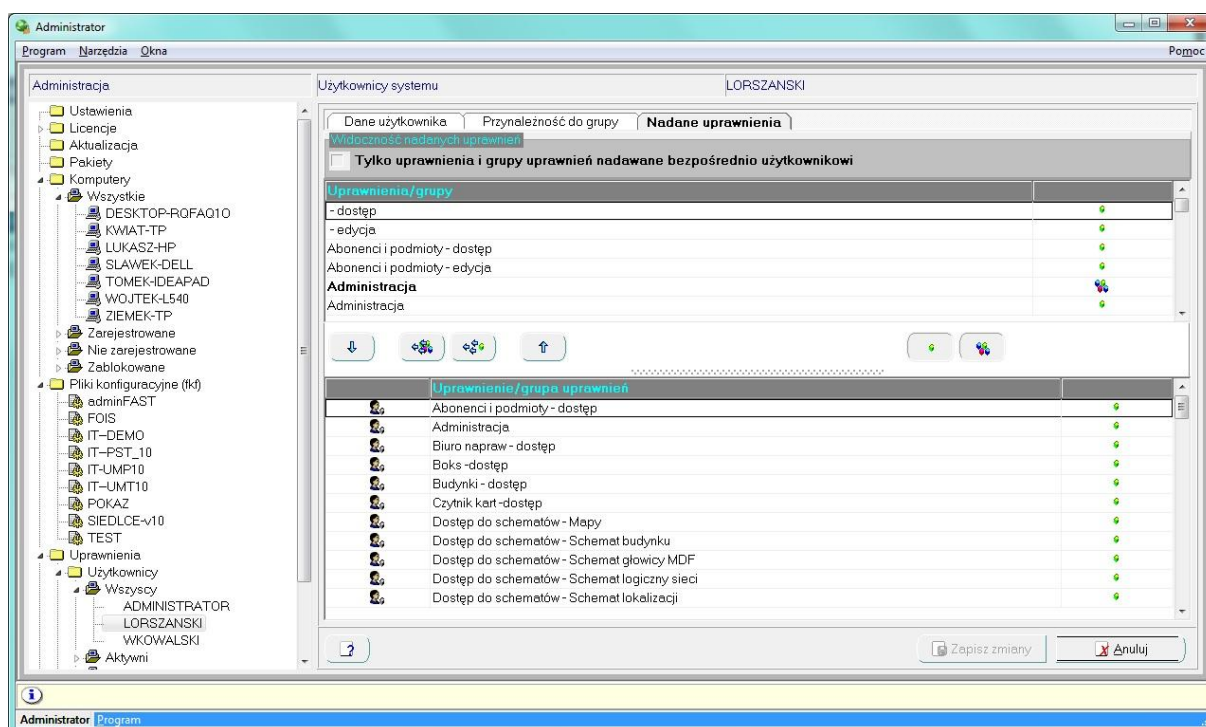 Administrator
Program Narzędzia Okna Pomoc
Administracja
Użytkownicy systemu LORSZANSKI
Ustawienia
Licencje
Aktualizacja
Pakiety
Komputery
Wszystkie
DESKTOP-RQFAQ1O
KWIAT-TP
LUKASZ-HP
SLAWEK-DELL
TOMEK-IDEAPAD
WOJTEK-L540
ZIEMEK-TP
Zarejestrowane
Nie zarejestrowane
Zablokowane
Pliki konfiguracyjne (fkf)
adminFAST
FOIS
IT-DEMO
IT-PST_10
IT-UMP10
IT-UMT10
POKAZ
SIEDLCE-v10
TEST
Uprawnienia
Użytkownicy
Wszyscy
ADMINISTRATOR
LORSZANSKI
WKOWALSKI
Aktywni
Dane użytkownika Przynależność do grupy Nadane uprawnienia
Widoczność nadanych uprawnień
Tylko uprawnienia i grupy uprawnień nadawane bezpośrednio użytkownikowi
Uprawnienia/grupy
- dostęp
- edycja
Abonenci i podmioty - dostęp
Abonenci i podmioty - edycja
Administracja
Administracja
Uprawnienie/grupa uprawnień
Abonenci i podmioty - dostęp
Administracja
Biuro napraw - dostęp
Boks -dostęp
Budynki - dostęp
Czytnik kart -dostęp
Dostęp do schematów - Mapy
Dostęp do schematów - Schemat budynku
Dostęp do schematów - Schemat głowicy MDF
Dostęp do schematów - Schemat logiczny sieci
Dostęp do schematów - Schemat lokalizacji
Zapisz zmiany Anuluj
Administrator Program